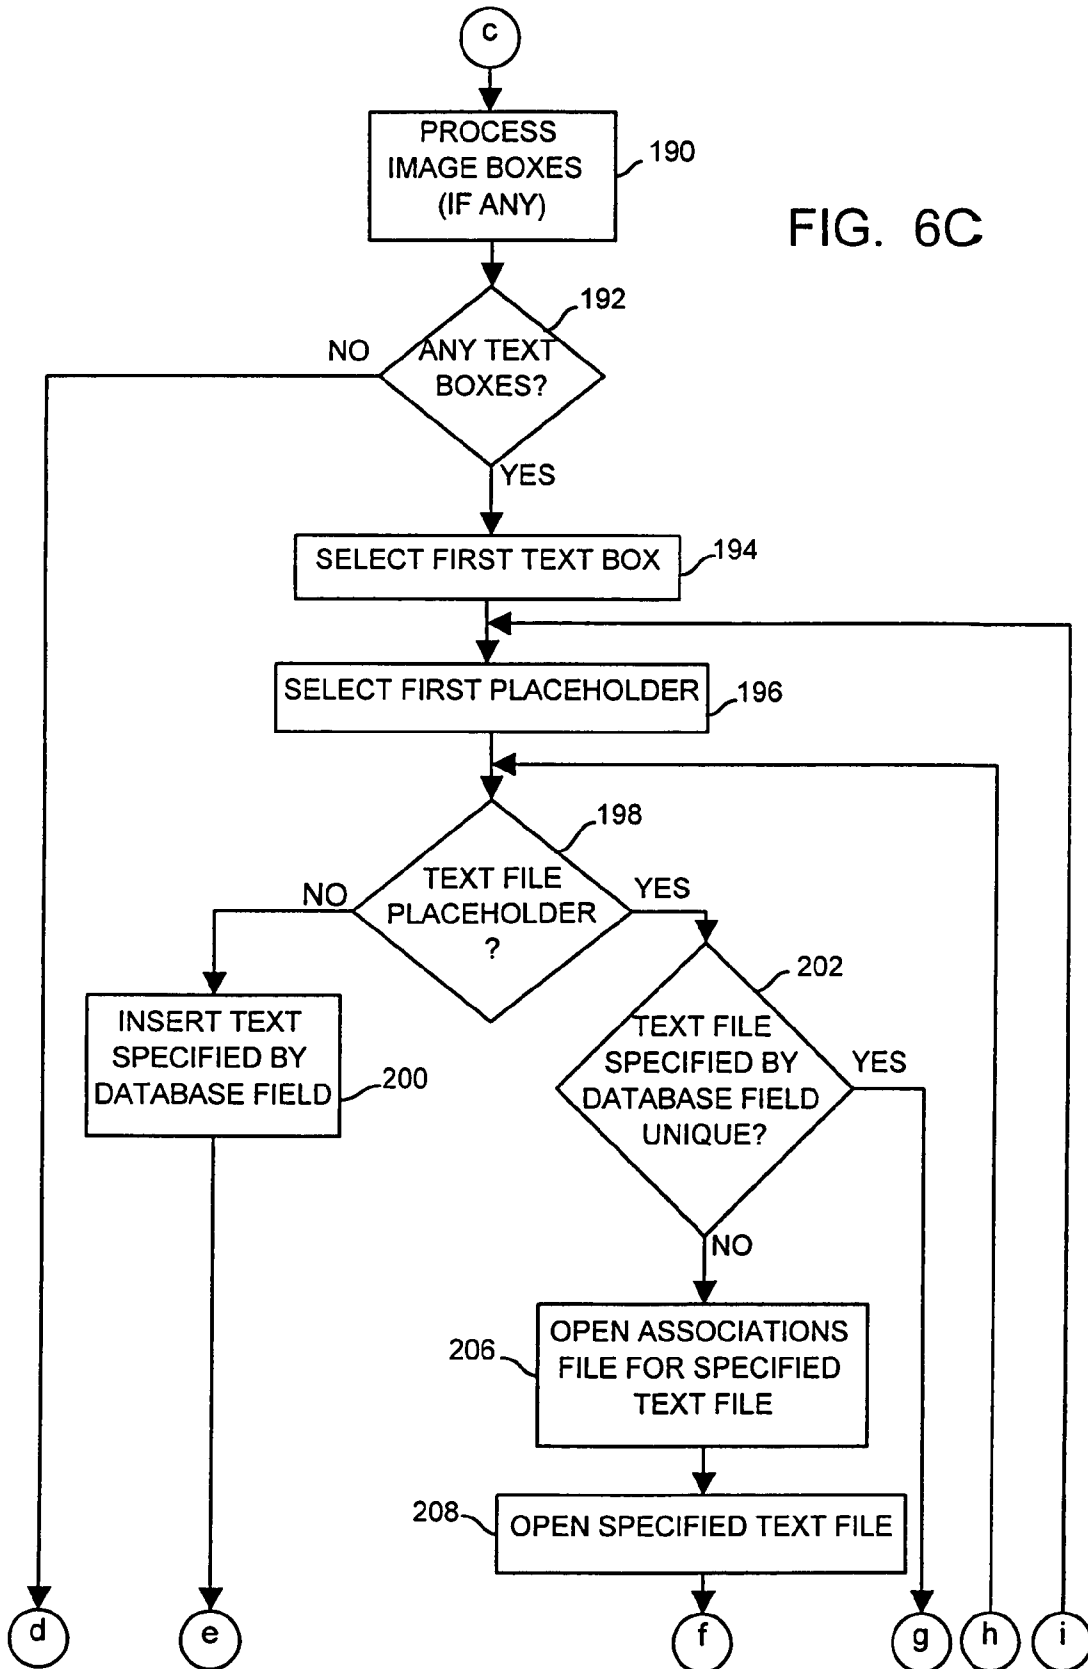 c
PROCESS
IMAGE BOXES
(IF ANY)
190
FIG. 6C
192
NO
ANY TEXT
BOXES?
YES
SELECT FIRST TEXT BOX
194
SELECT FIRST PLACEHOLDER
196
198
NO
TEXT FILE
PLACEHOLDER
?
YES
202
INSERT TEXT
SPECIFIED BY
DATABASE FIELD
200
TEXT FILE
SPECIFIED BY
DATABASE FIELD
UNIQUE?
YES
NO
206
OPEN ASSOCIATIONS
FILE FOR SPECIFIED
TEXT FILE
208
OPEN SPECIFIED TEXT FILE
d
e
f
g
h
i